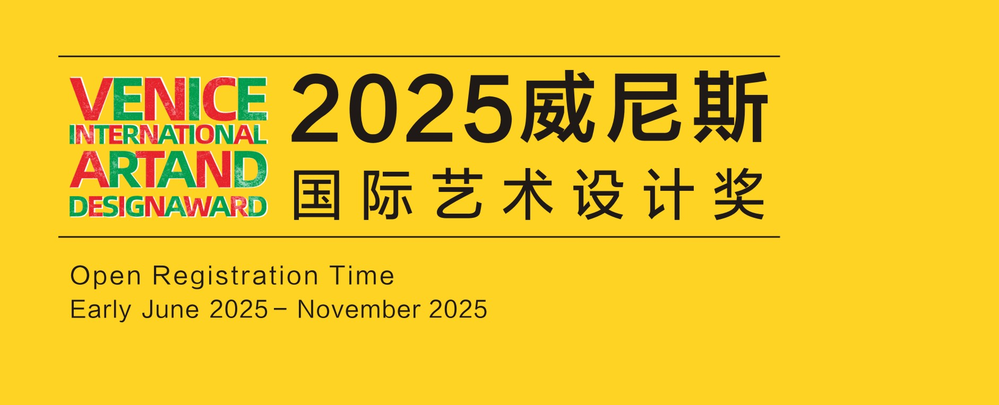 VENICE
INTERNATIONAL
ARTAND
DESIGNAWARD
2025威尼斯
国际艺术设计奖
Open Registration Time
Early June 2025 – November 2025